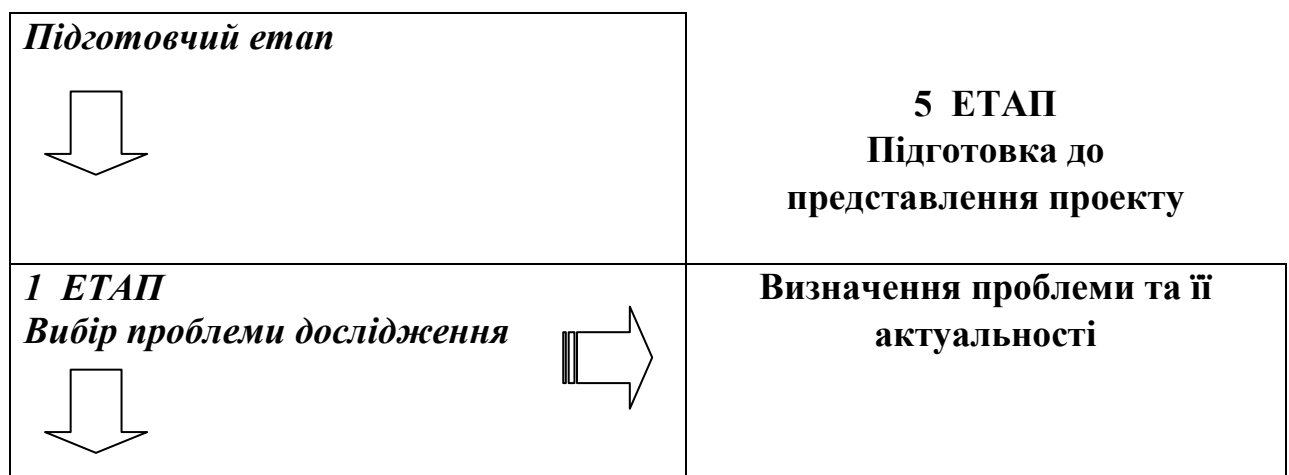 Підготовчий етап
5 ЕТАП
Підготовка до
представлення проекту
1 ЕТАП
Вибір проблеми дослідження
Визначення проблеми та її
актуальності